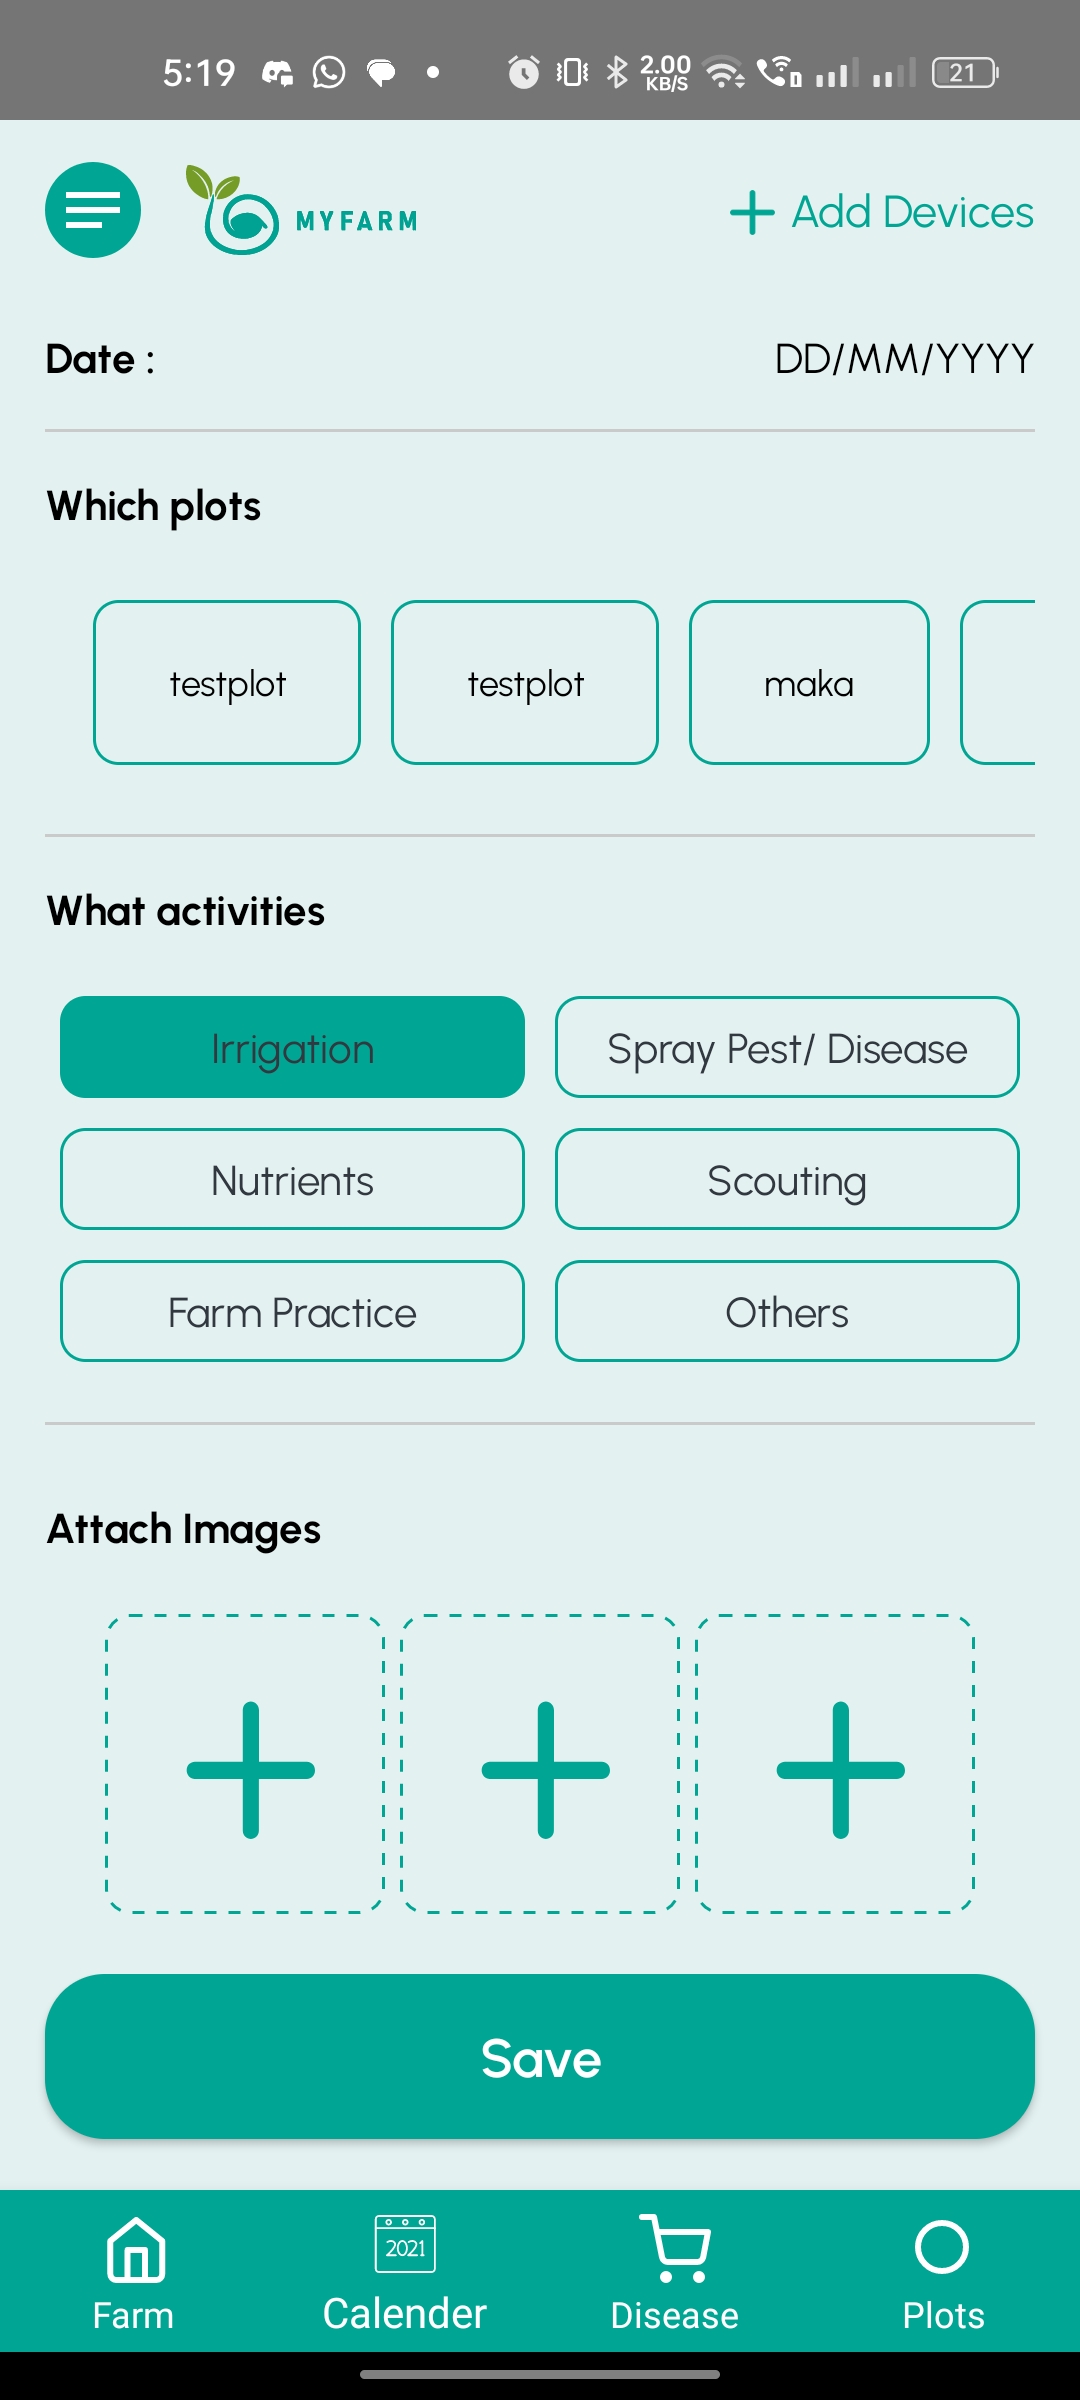 5:19 2.00 KB/S 21
MYFARM + Add Devices
Date : DD/MM/YYYY
Which plots
testplot testplot maka
What activities
Irrigation Spray Pest/ Disease
Nutrients Scouting
Farm Practice Others
Attach Images
Save
2021
Farm Calender Disease Plots